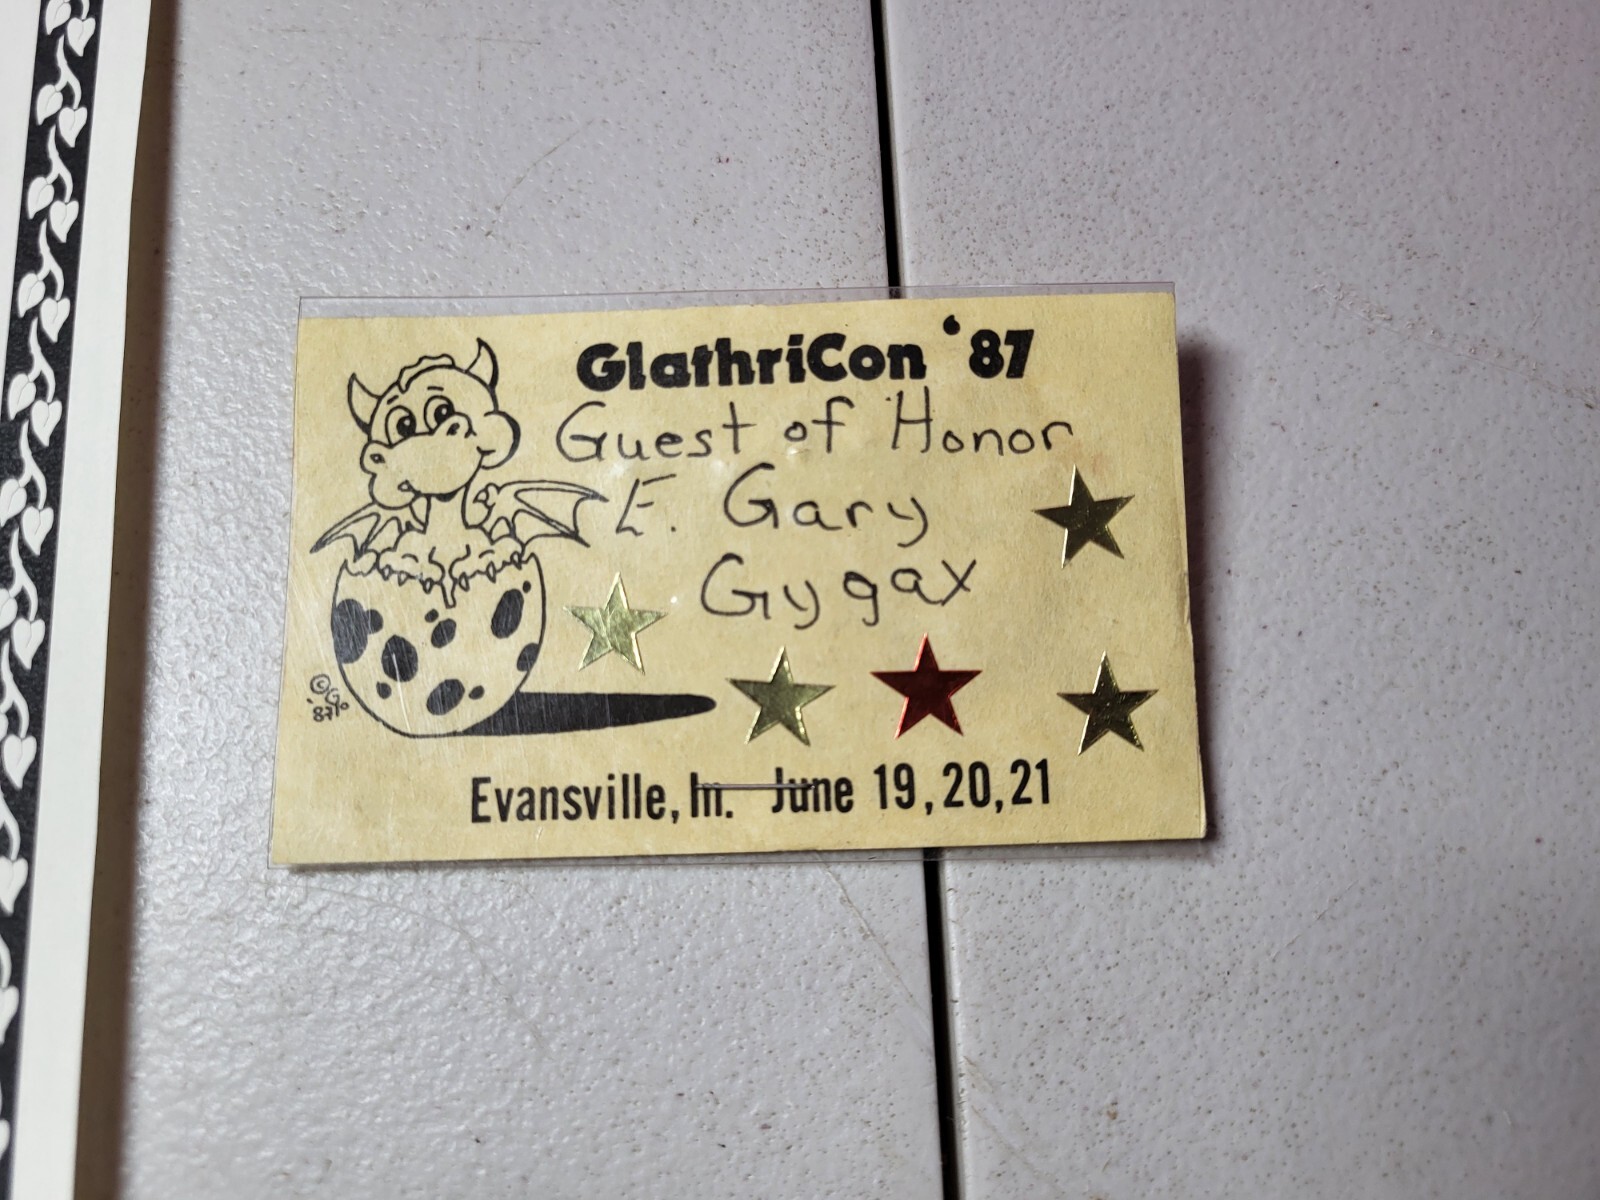 GlathriCon '87
Guest of Honor
E. Gary
Gygax
©G
'87
Evansville, In. June 19, 20, 21